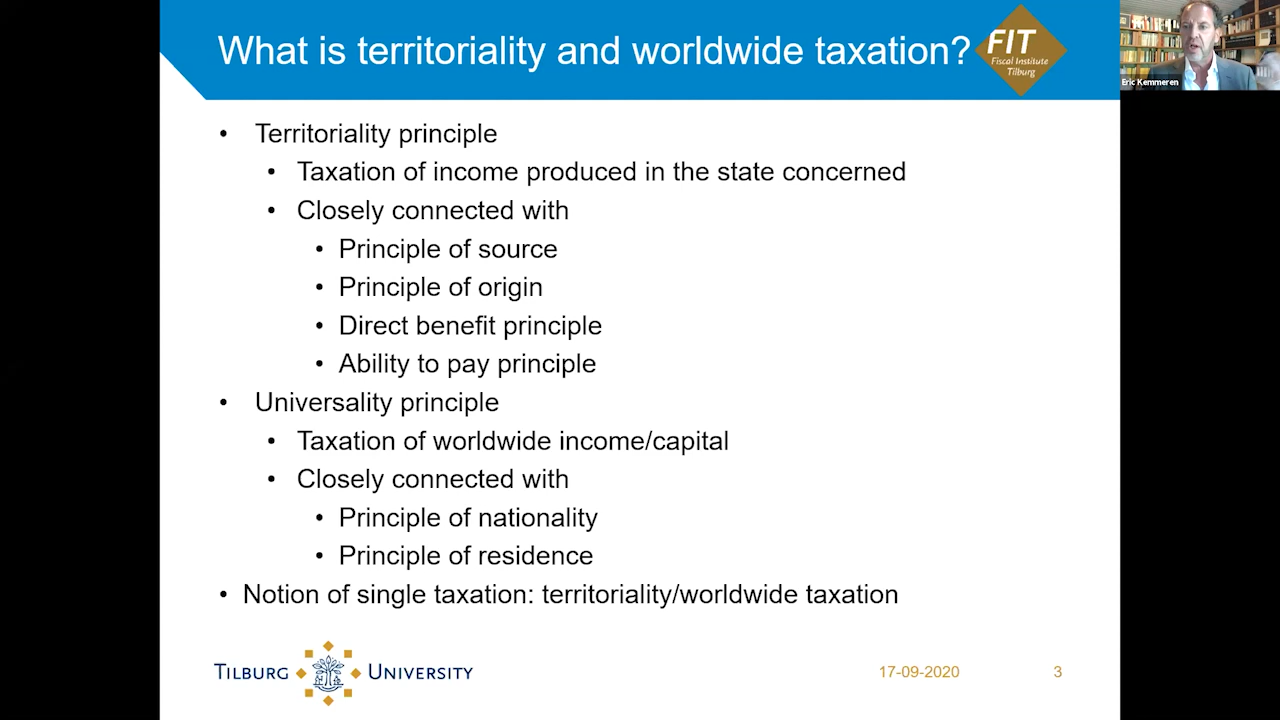 What is territoriality and worldwide taxation?
FIT
Fiscal Institute
Tilburg
Eric Kemmeren
• Territoriality principle
• Taxation of income produced in the state concerned
• Closely connected with
• Principle of source
• Principle of origin
• Direct benefit principle
• Ability to pay principle
• Universality principle
• Taxation of worldwide income/capital
• Closely connected with
• Principle of nationality
• Principle of residence
• Notion of single taxation: territoriality/worldwide taxation
TILBURG UNIVERSITY
17-09-2020
3